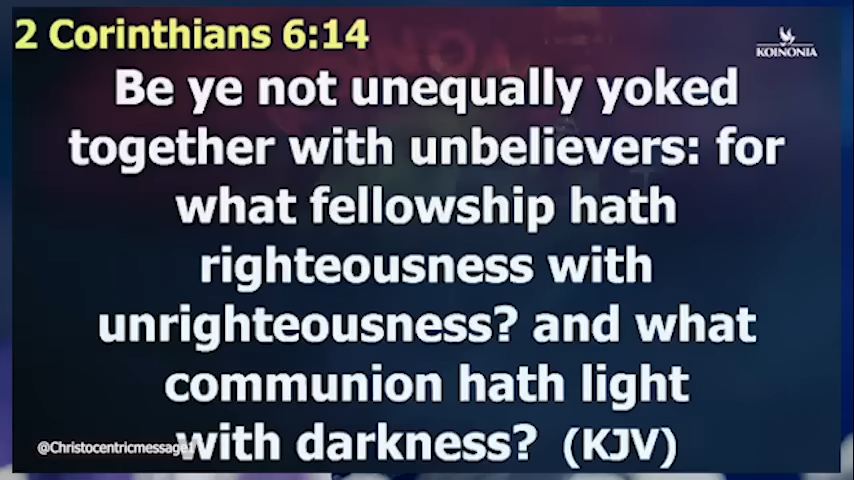 2 Corinthians 6:14
KOINONIA
Be ye not unequally yoked
together with unbelievers: for
what fellowship hath
righteousness with
unrighteousness? and what
communion hath light
with darkness? (KJV)
@Christocentricmessage1